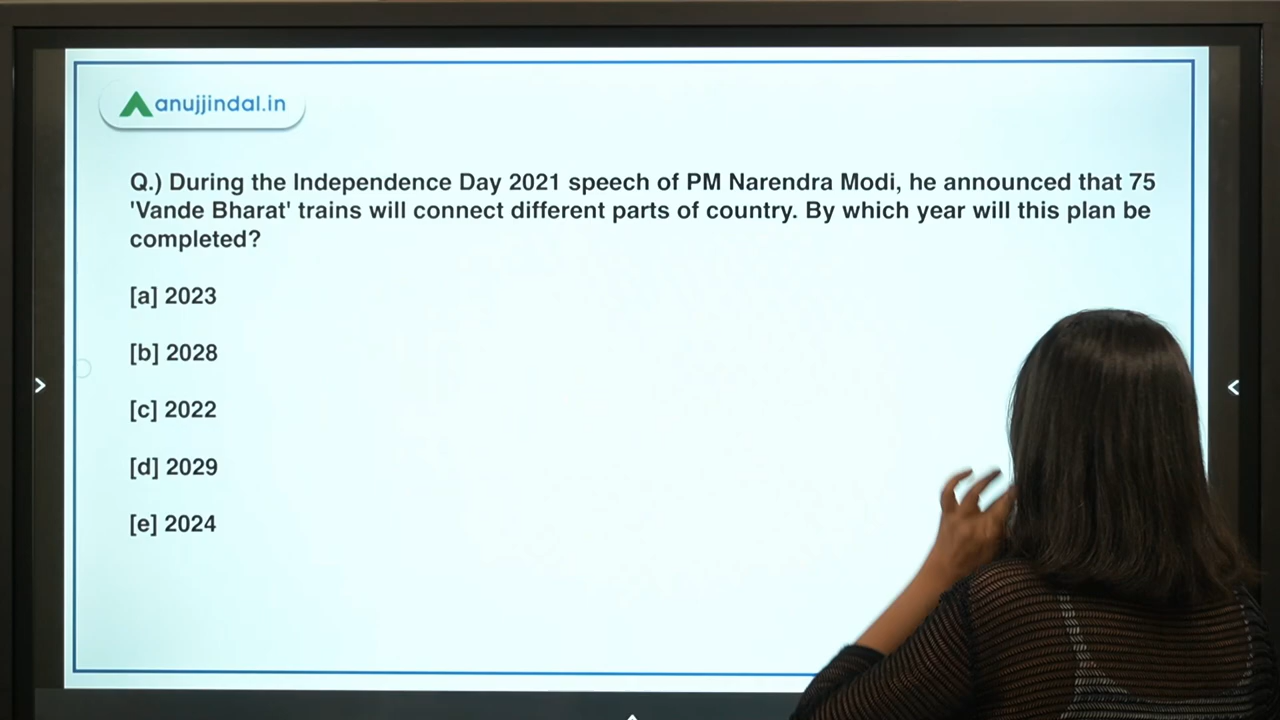 anujjindal.in
Q.) During the Independence Day 2021 speech of PM Narendra Modi, he announced that 75
'Vande Bharat' trains will connect different parts of country. By which year will this plan be
completed?
[a] 2023
[b] 2028
[c] 2022
[d] 2029
[e] 2024